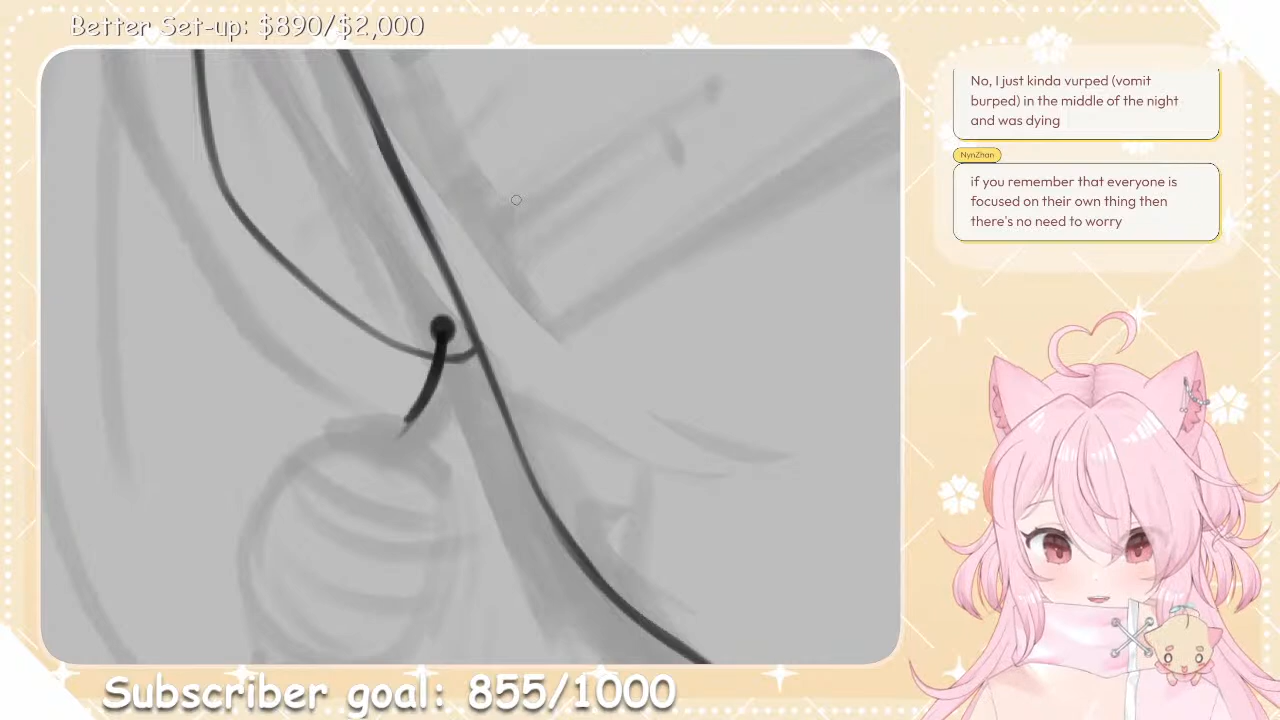 Better Set-up: $890/$2,000
No, I just kinda vurped (vomit
burped) in the middle of the night
and was dying
NynZhan
if you remember that everyone is
focused on their own thing then
there's no need to worry
Subscriber goal: 855/1000